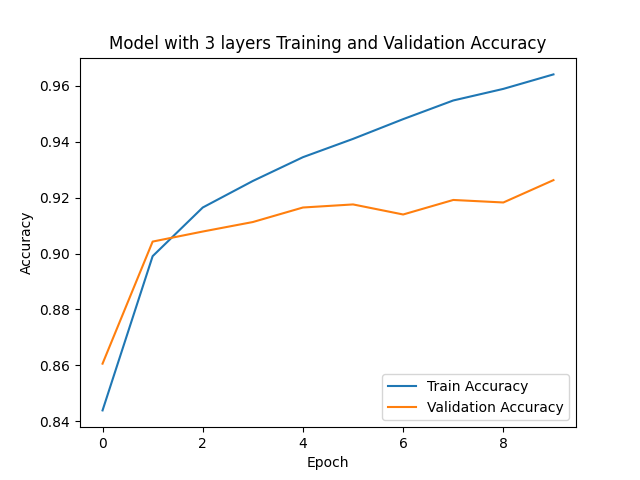 Model with 3 layers Training and Validation Accuracy
0.96
0.94
0.92
0.90
0.88
0.86
0.84
Accuracy
0 2 4 6 8
Epoch
Train Accuracy
Validation Accuracy